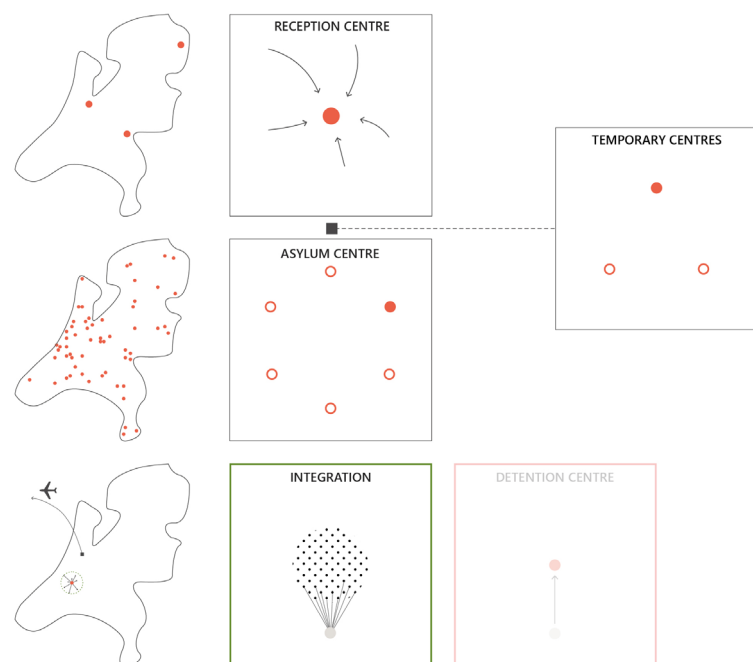 RECEPTION CENTRE
TEMPORARY CENTRES
ASYLUM CENTRE
INTEGRATION
DETENTION CENTRE